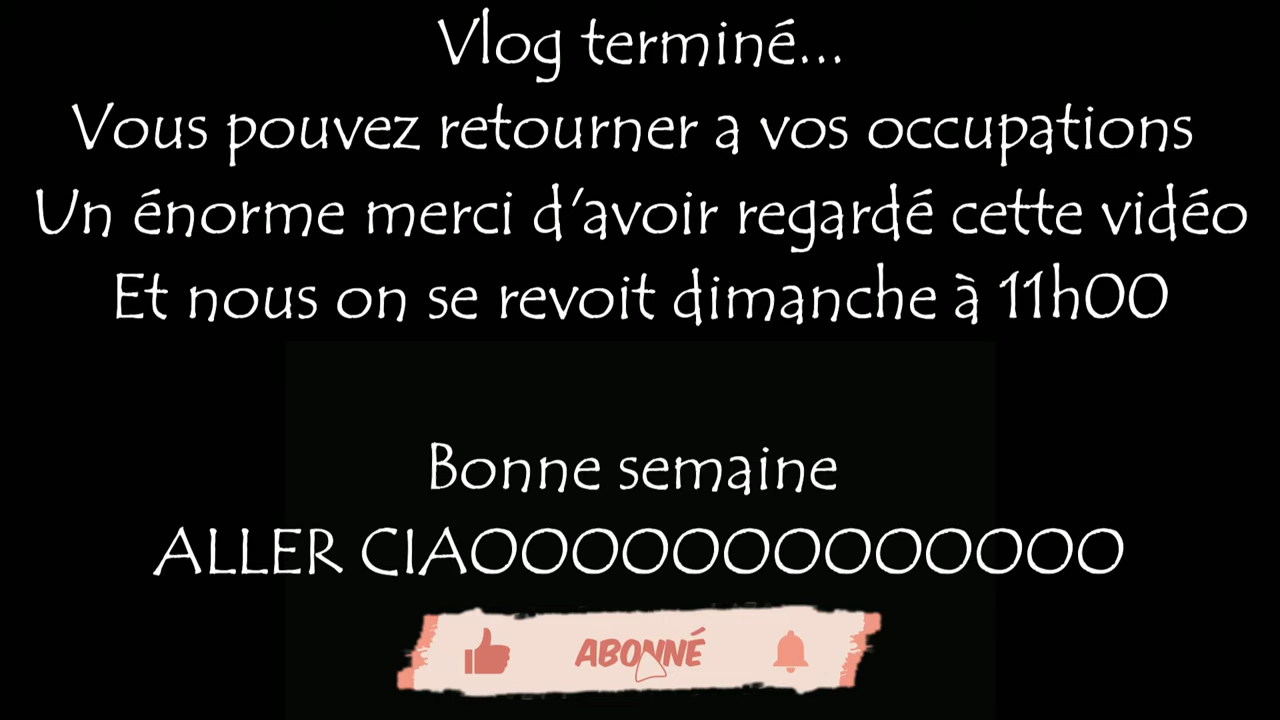 Vlog terminé...
Vous pouvez retourner a vos occupations
Un énorme merci d'avoir regardé cette vidéo
Et nous on se revoit dimanche à 11h00
Bonne semaine
ALLER CIAOOOOOOOOOOOOOO
ABONNÉ